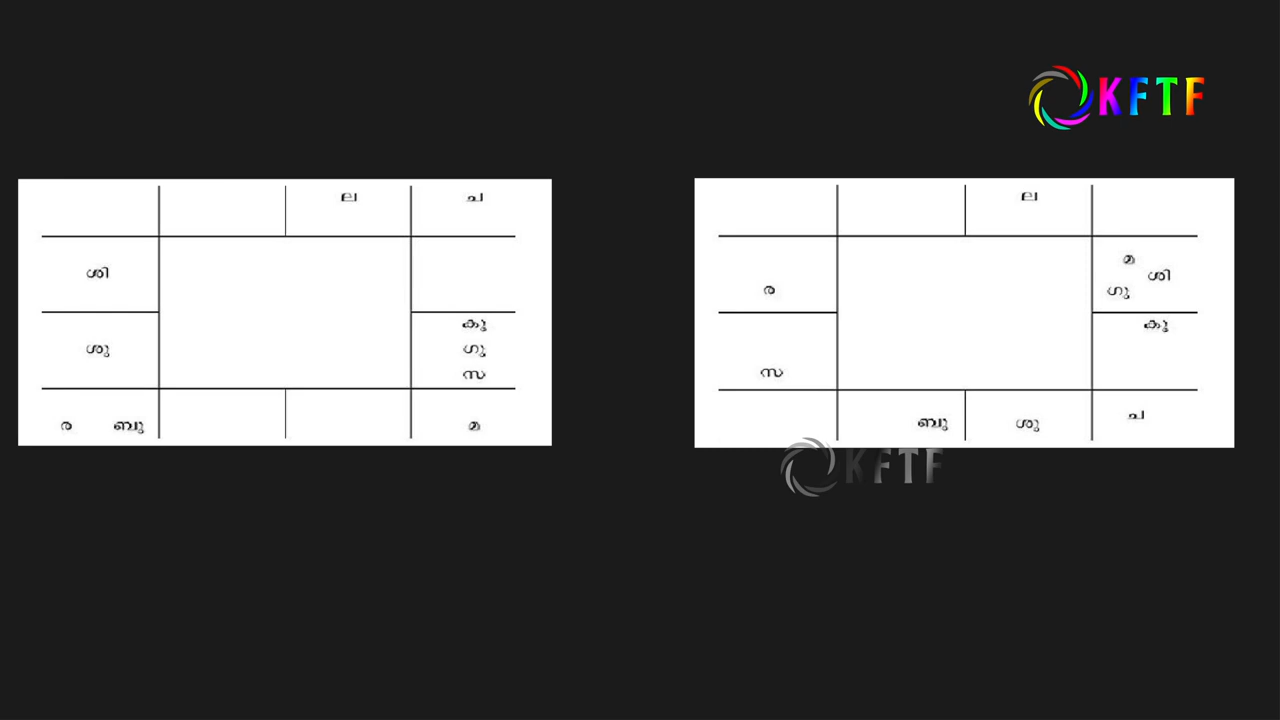 KFTF
ല ച
ശി
കു
ശു ഗു
സ
ര ബു മ
ല
മ
ശി
ര ഗു
കു
സ
ബു ശു ച
KFTF